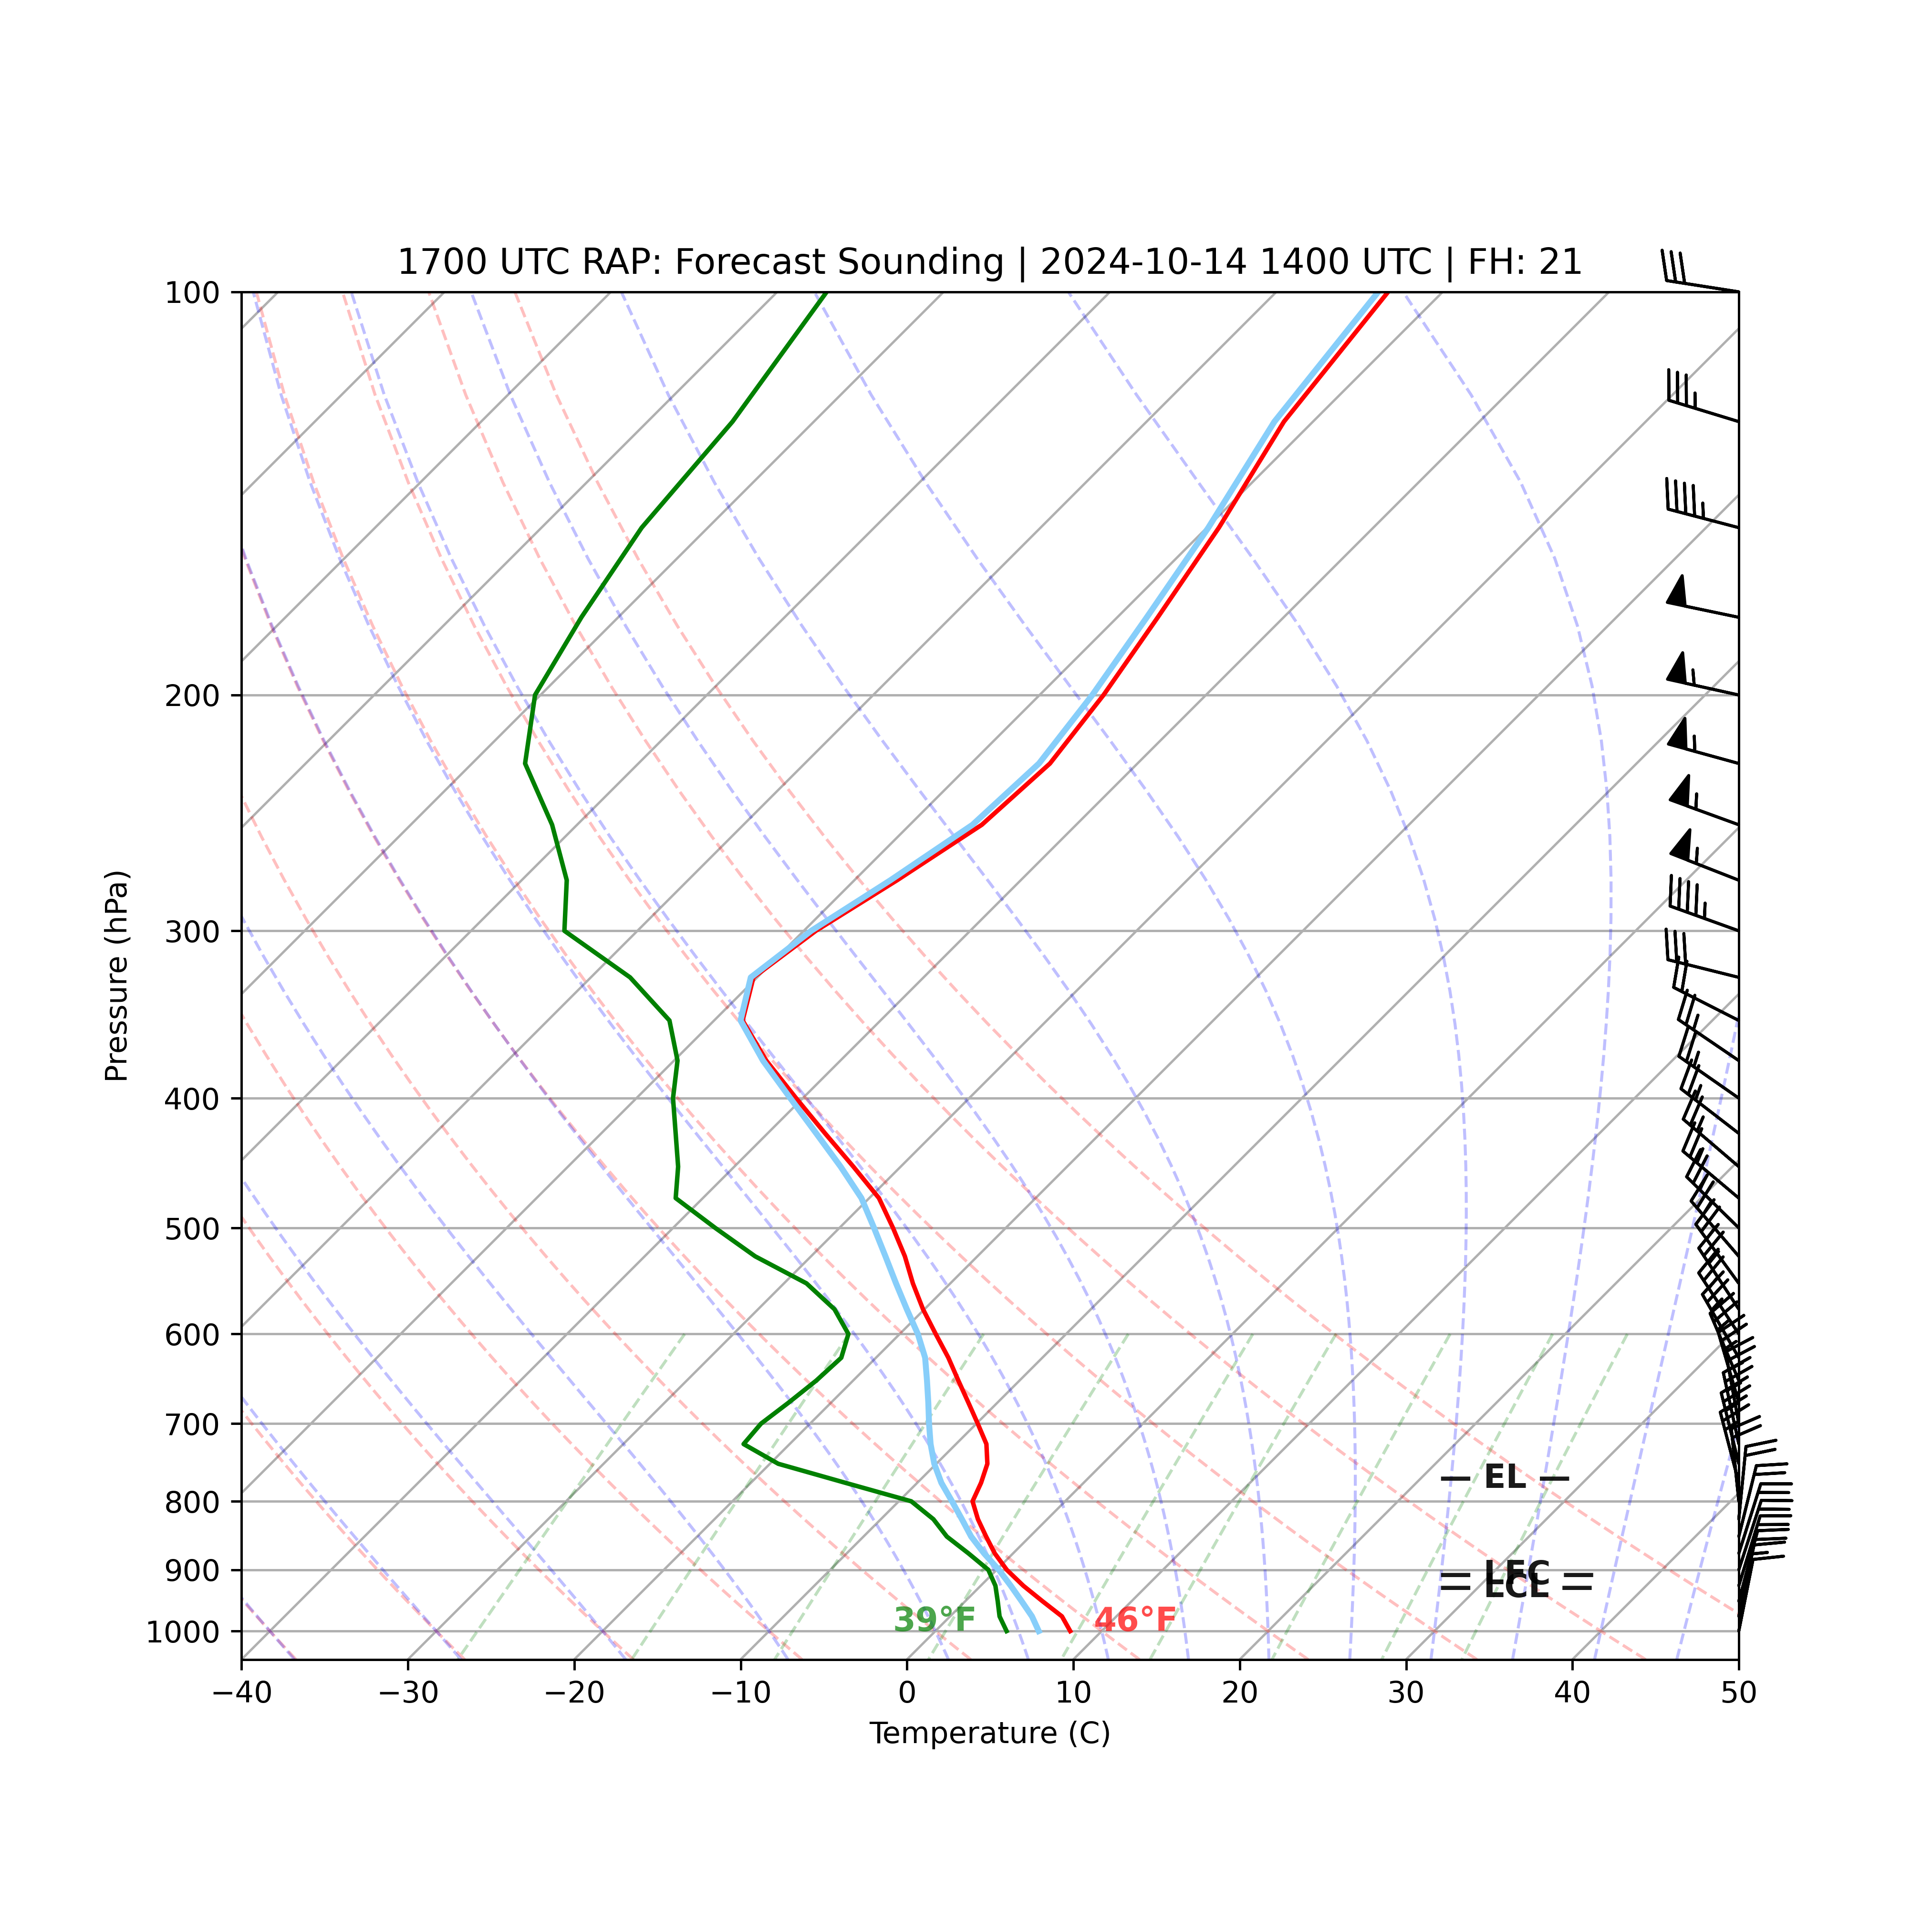 1700 UTC RAP: Forecast Sounding | 2024-10-14 1400 UTC | FH: 21
100
200
300
400
500
600
700
800
900
1000
Pressure (hPa)
— EL —
— LFC —
— LCL —
39°F
46°F
−40 −30 −20 −10 0 10 20 30 40 50
Temperature (C)